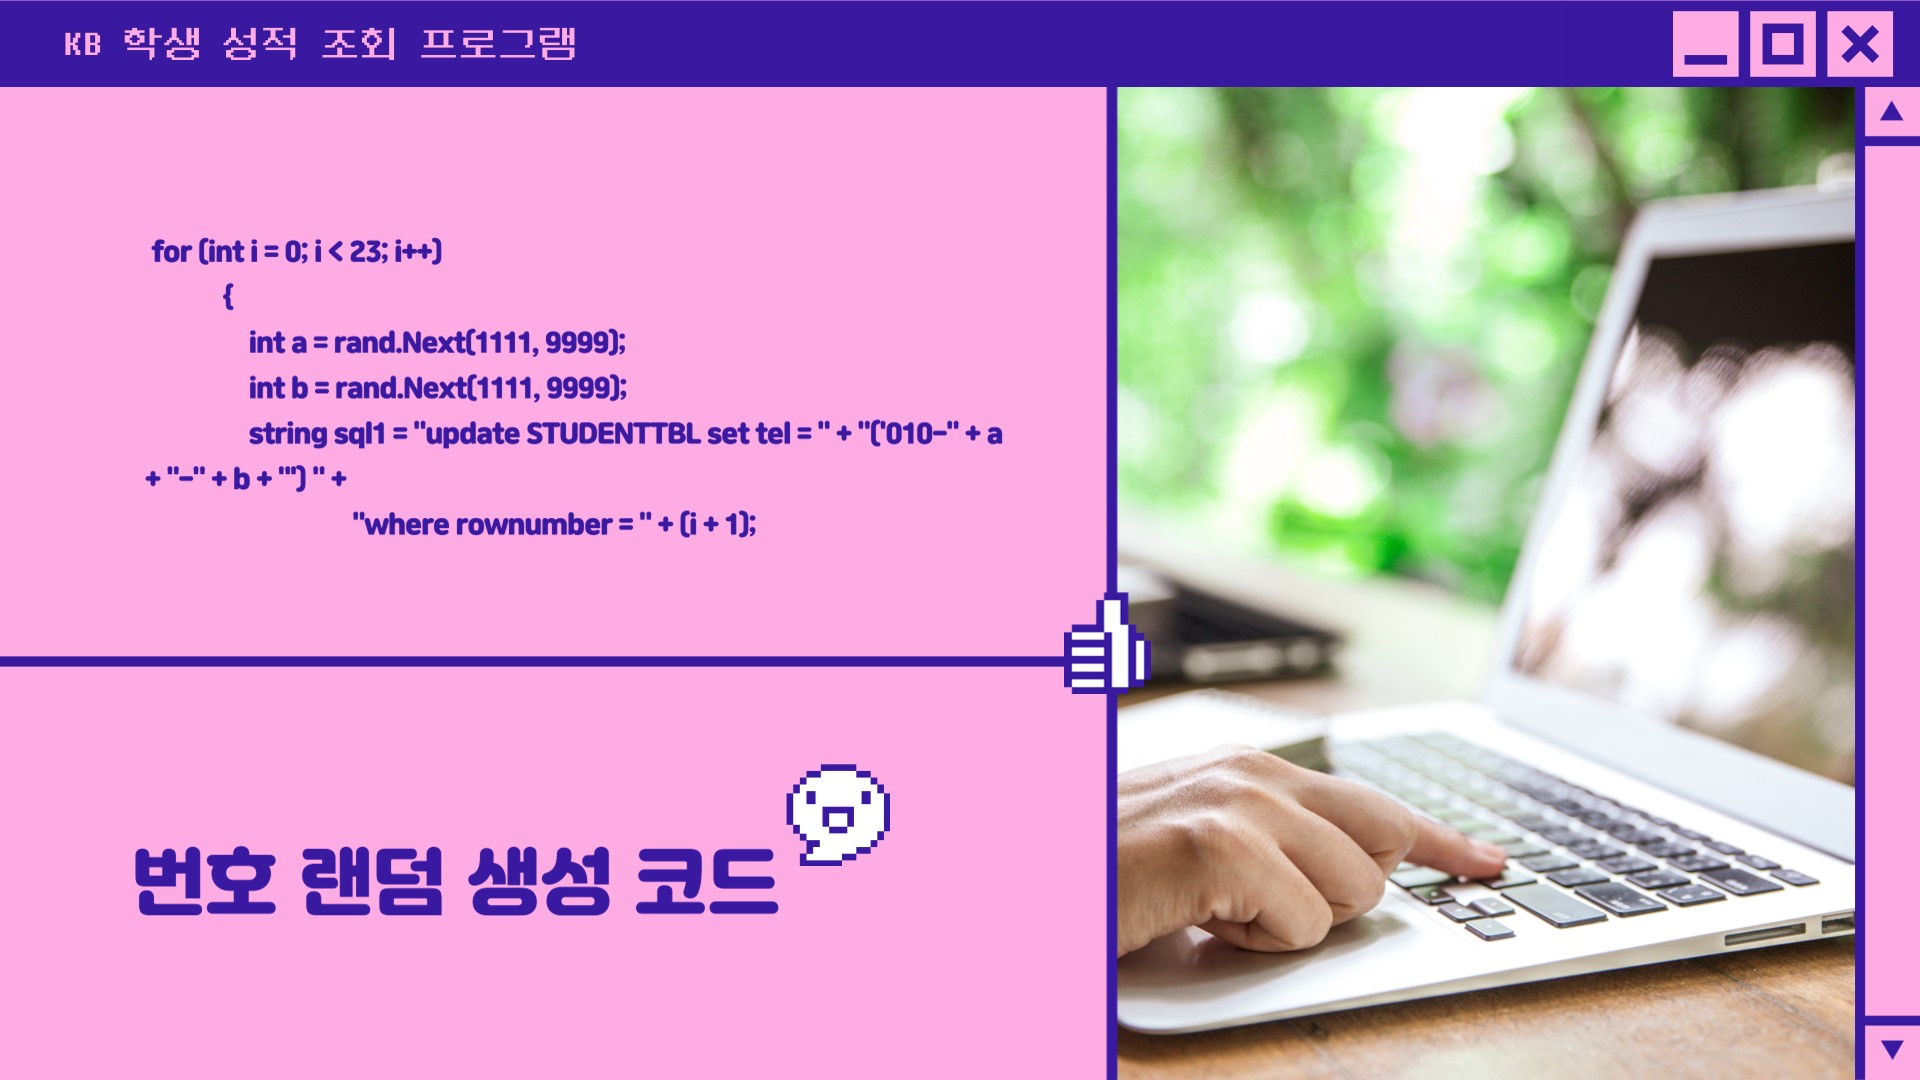 KB 학생 성적 조회 프로그램
for (int i = 0; i < 23; i++)
{
int a = rand.Next(1111, 9999);
int b = rand.Next(1111, 9999);
string sql1 = "update STUDENTTBL set tel = " + "('010-" + a
+ "-" + b + "') " +
"where rownumber = " + (i + 1);
번호 랜덤 생성 코드